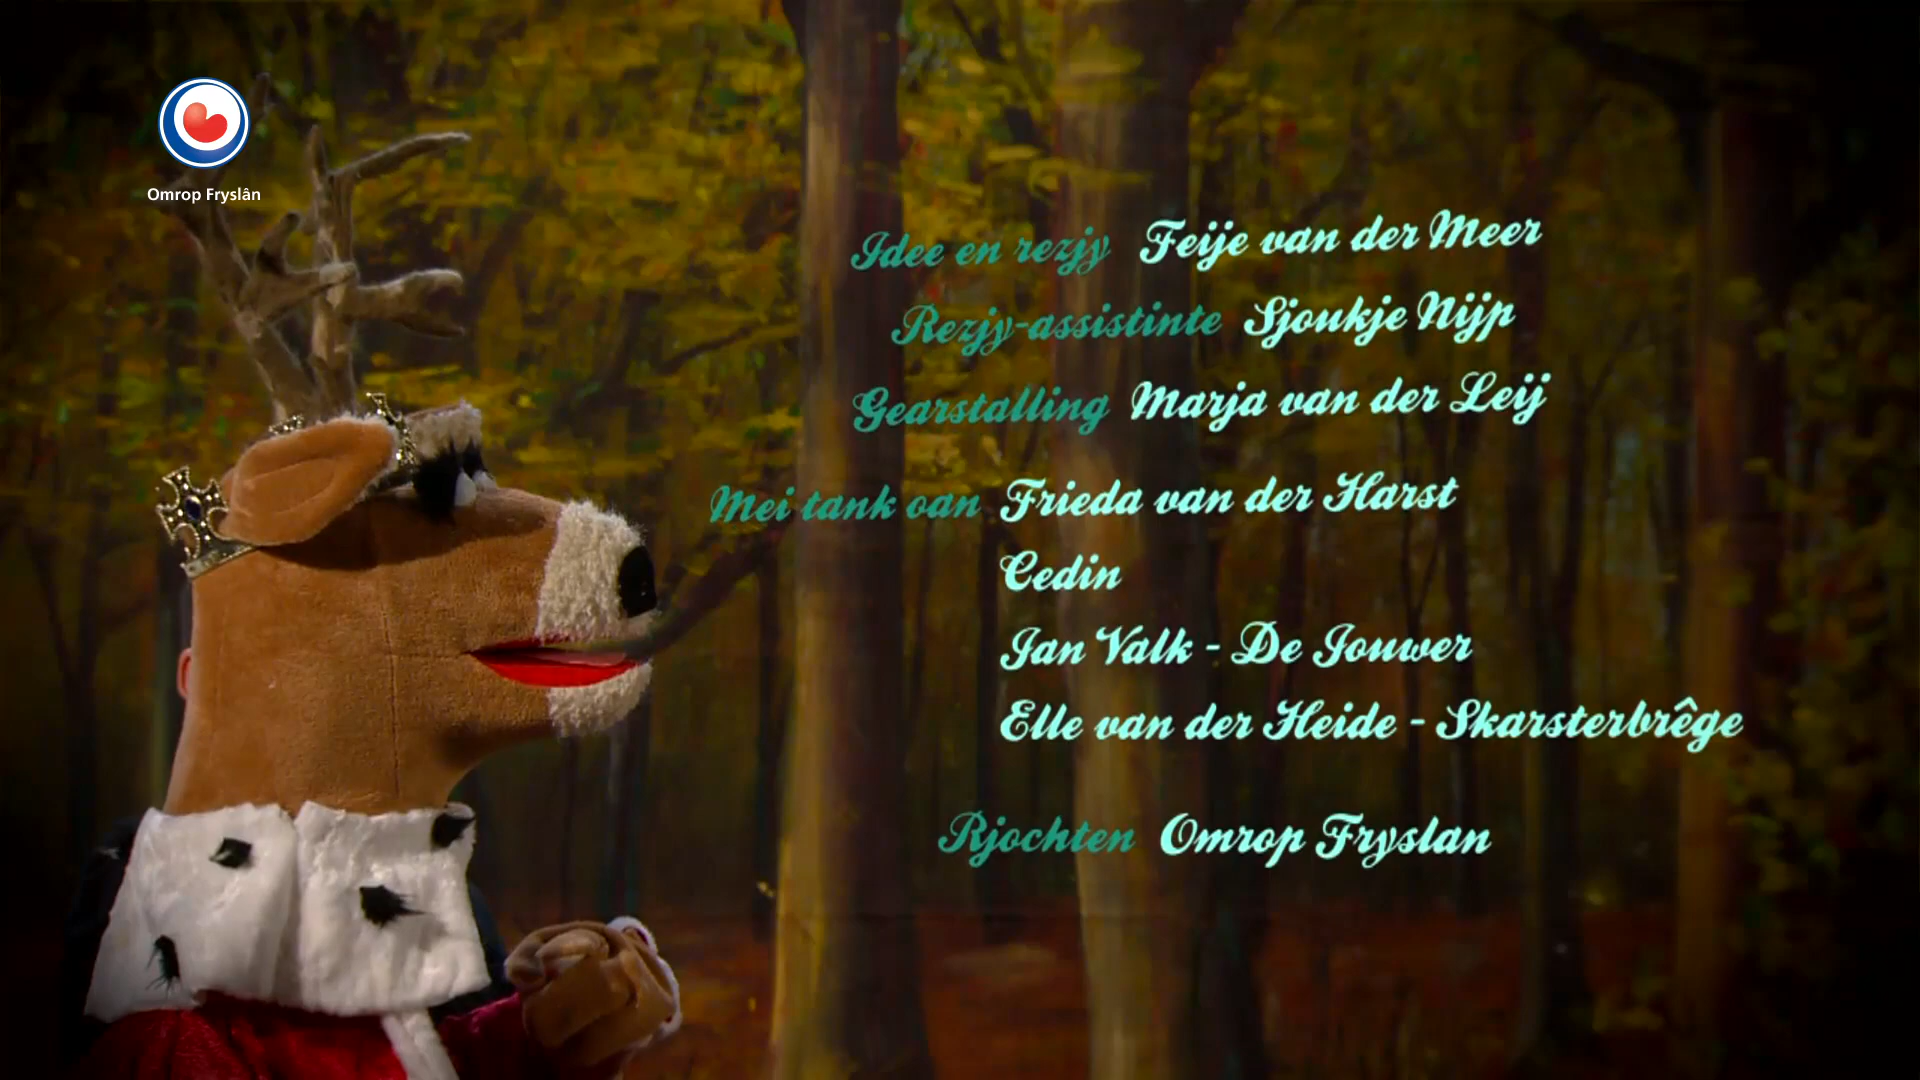 Omrop Fryslân
Idee en rezjy Feije van der Meer
Rezjy-assistinte Sjoukje Nijp
Gearstalling Marja van der Leij
Mei tank oan Frieda van der Harst
Cedin
Jan Valk - De Jouwer
Elle van der Heide - Skarsterbrêge
Rjochten Omrop Fryslan